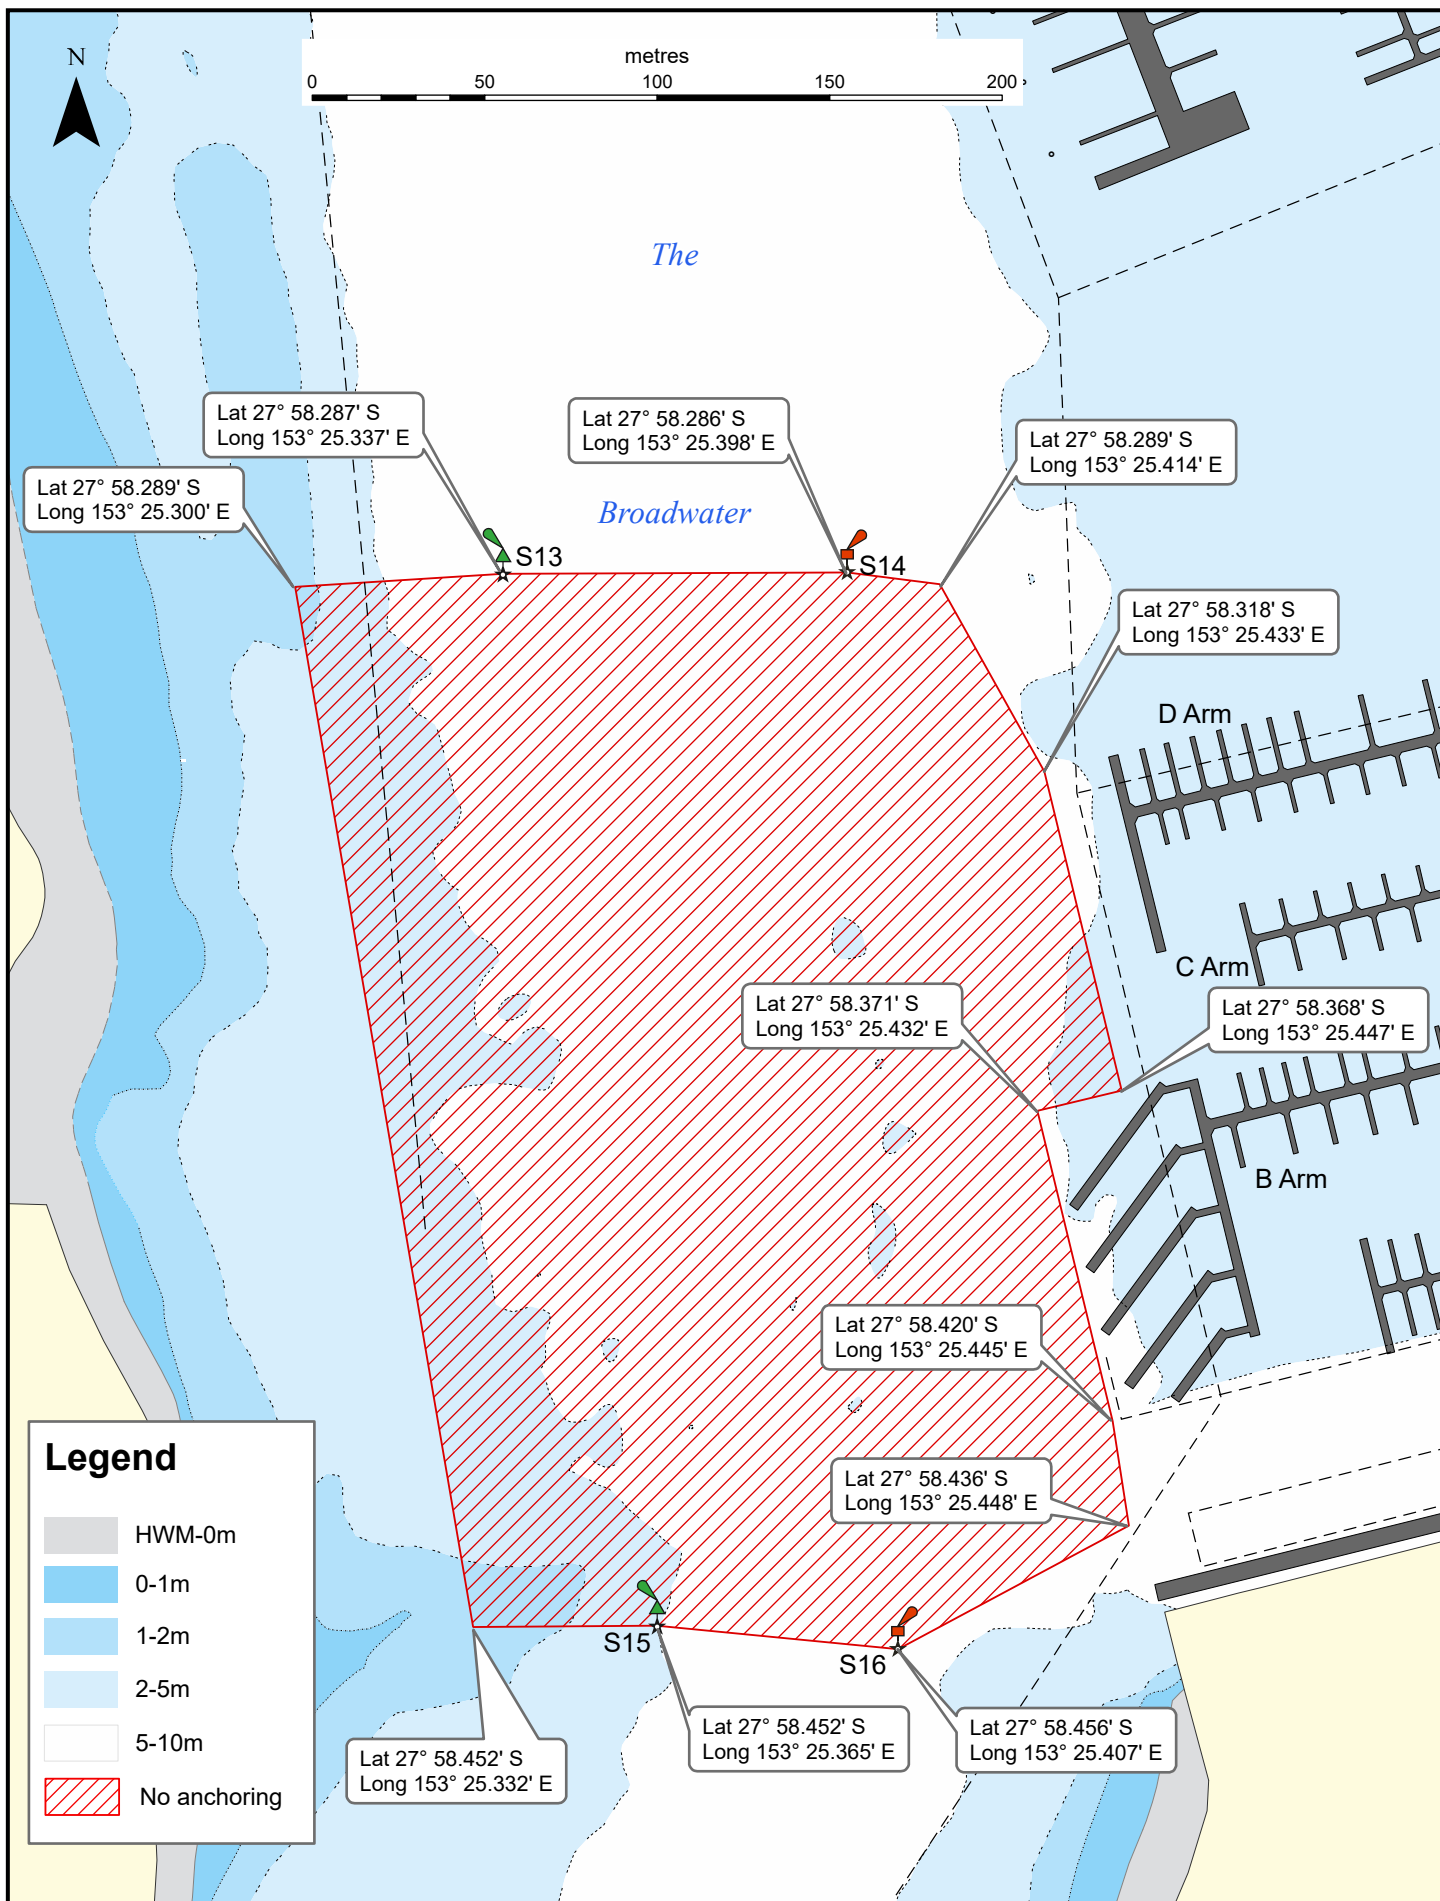 N
metres
0 50 100 150 200
The
Lat 27° 58.287' S
Long 153° 25.337' E
Lat 27° 58.286' S
Long 153° 25.398' E
Lat 27° 58.289' S
Long 153° 25.414' E
Lat 27° 58.289' S
Long 153° 25.300' E
Broadwater
S13
S14
Lat 27° 58.318' S
Long 153° 25.433' E
D Arm
C Arm
Lat 27° 58.371' S
Long 153° 25.432' E
Lat 27° 58.368' S
Long 153° 25.447' E
B Arm
Lat 27° 58.420' S
Long 153° 25.445' E
Lat 27° 58.436' S
Long 153° 25.448' E
S15
S16
Lat 27° 58.452' S
Long 153° 25.365' E
Lat 27° 58.456' S
Long 153° 25.407' E
Lat 27° 58.452' S
Long 153° 25.332' E
Legend
HWM-0m
0-1m
1-2m
2-5m
5-10m
No anchoring